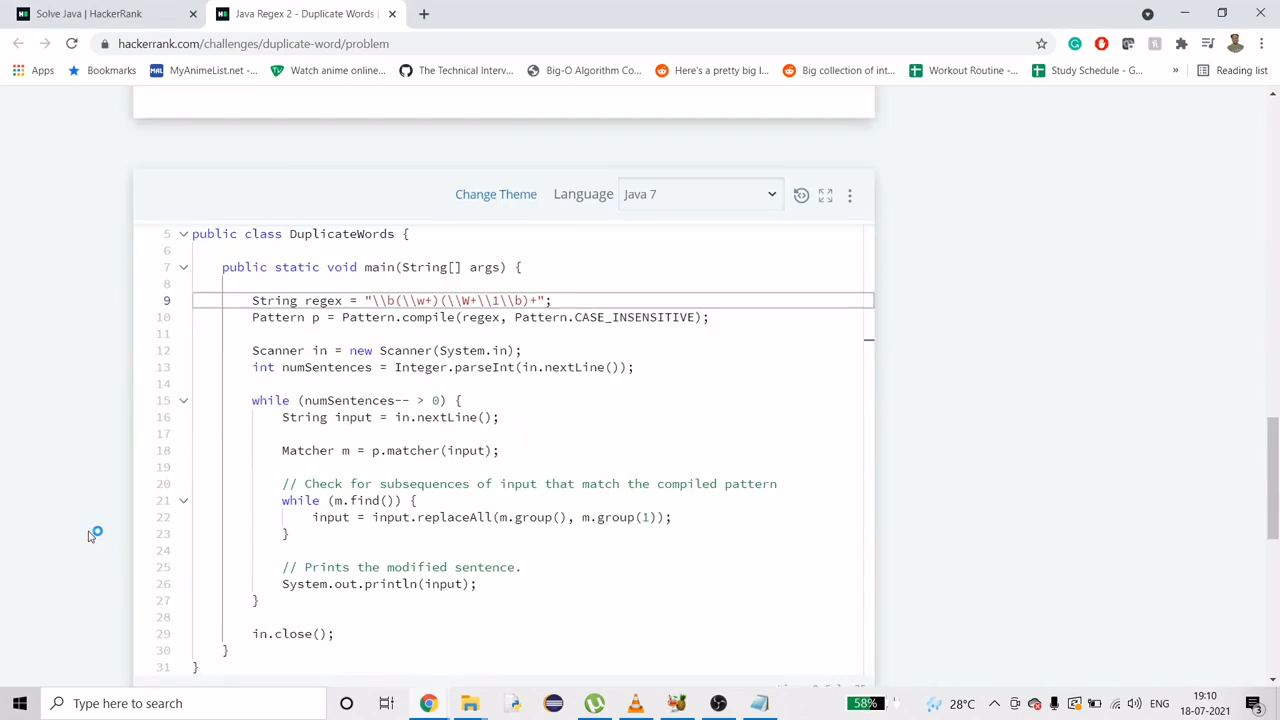 Solve Java | HackerRank
Java Regex 2 - Duplicate Words |
hackerrank.com/challenges/duplicate-word/problem
Apps
Bookmarks
MyAnimeList.net -...
Watch anime online...
The Technical Interv...
Big-O Algorithm Co...
Here's a pretty big l...
Big collection of int...
Workout Routine -...
Study Schedule - G...
»
Reading list
Change Theme
Language
Java 7
5 public class DuplicateWords {
6
7 public static void main(String[] args) {
8
9 String regex = "\\b(\\w+)(\\W+\\1\\b)+";
10 Pattern p = Pattern.compile(regex, Pattern.CASE_INSENSITIVE);
11
12 Scanner in = new Scanner(System.in);
13 int numSentences = Integer.parseInt(in.nextLine());
14
15 while (numSentences-- > 0) {
16 String input = in.nextLine();
17
18 Matcher m = p.matcher(input);
19
20 // Check for subsequences of input that match the compiled pattern
21 while (m.find()) {
22 input = input.replaceAll(m.group(), m.group(1));
23 }
24
25 // Prints the modified sentence.
26 System.out.println(input);
27 }
28
29 in.close();
30 }
31 }
Type here to search
58%
28°C
ENG
19:10
18-07-2021
3